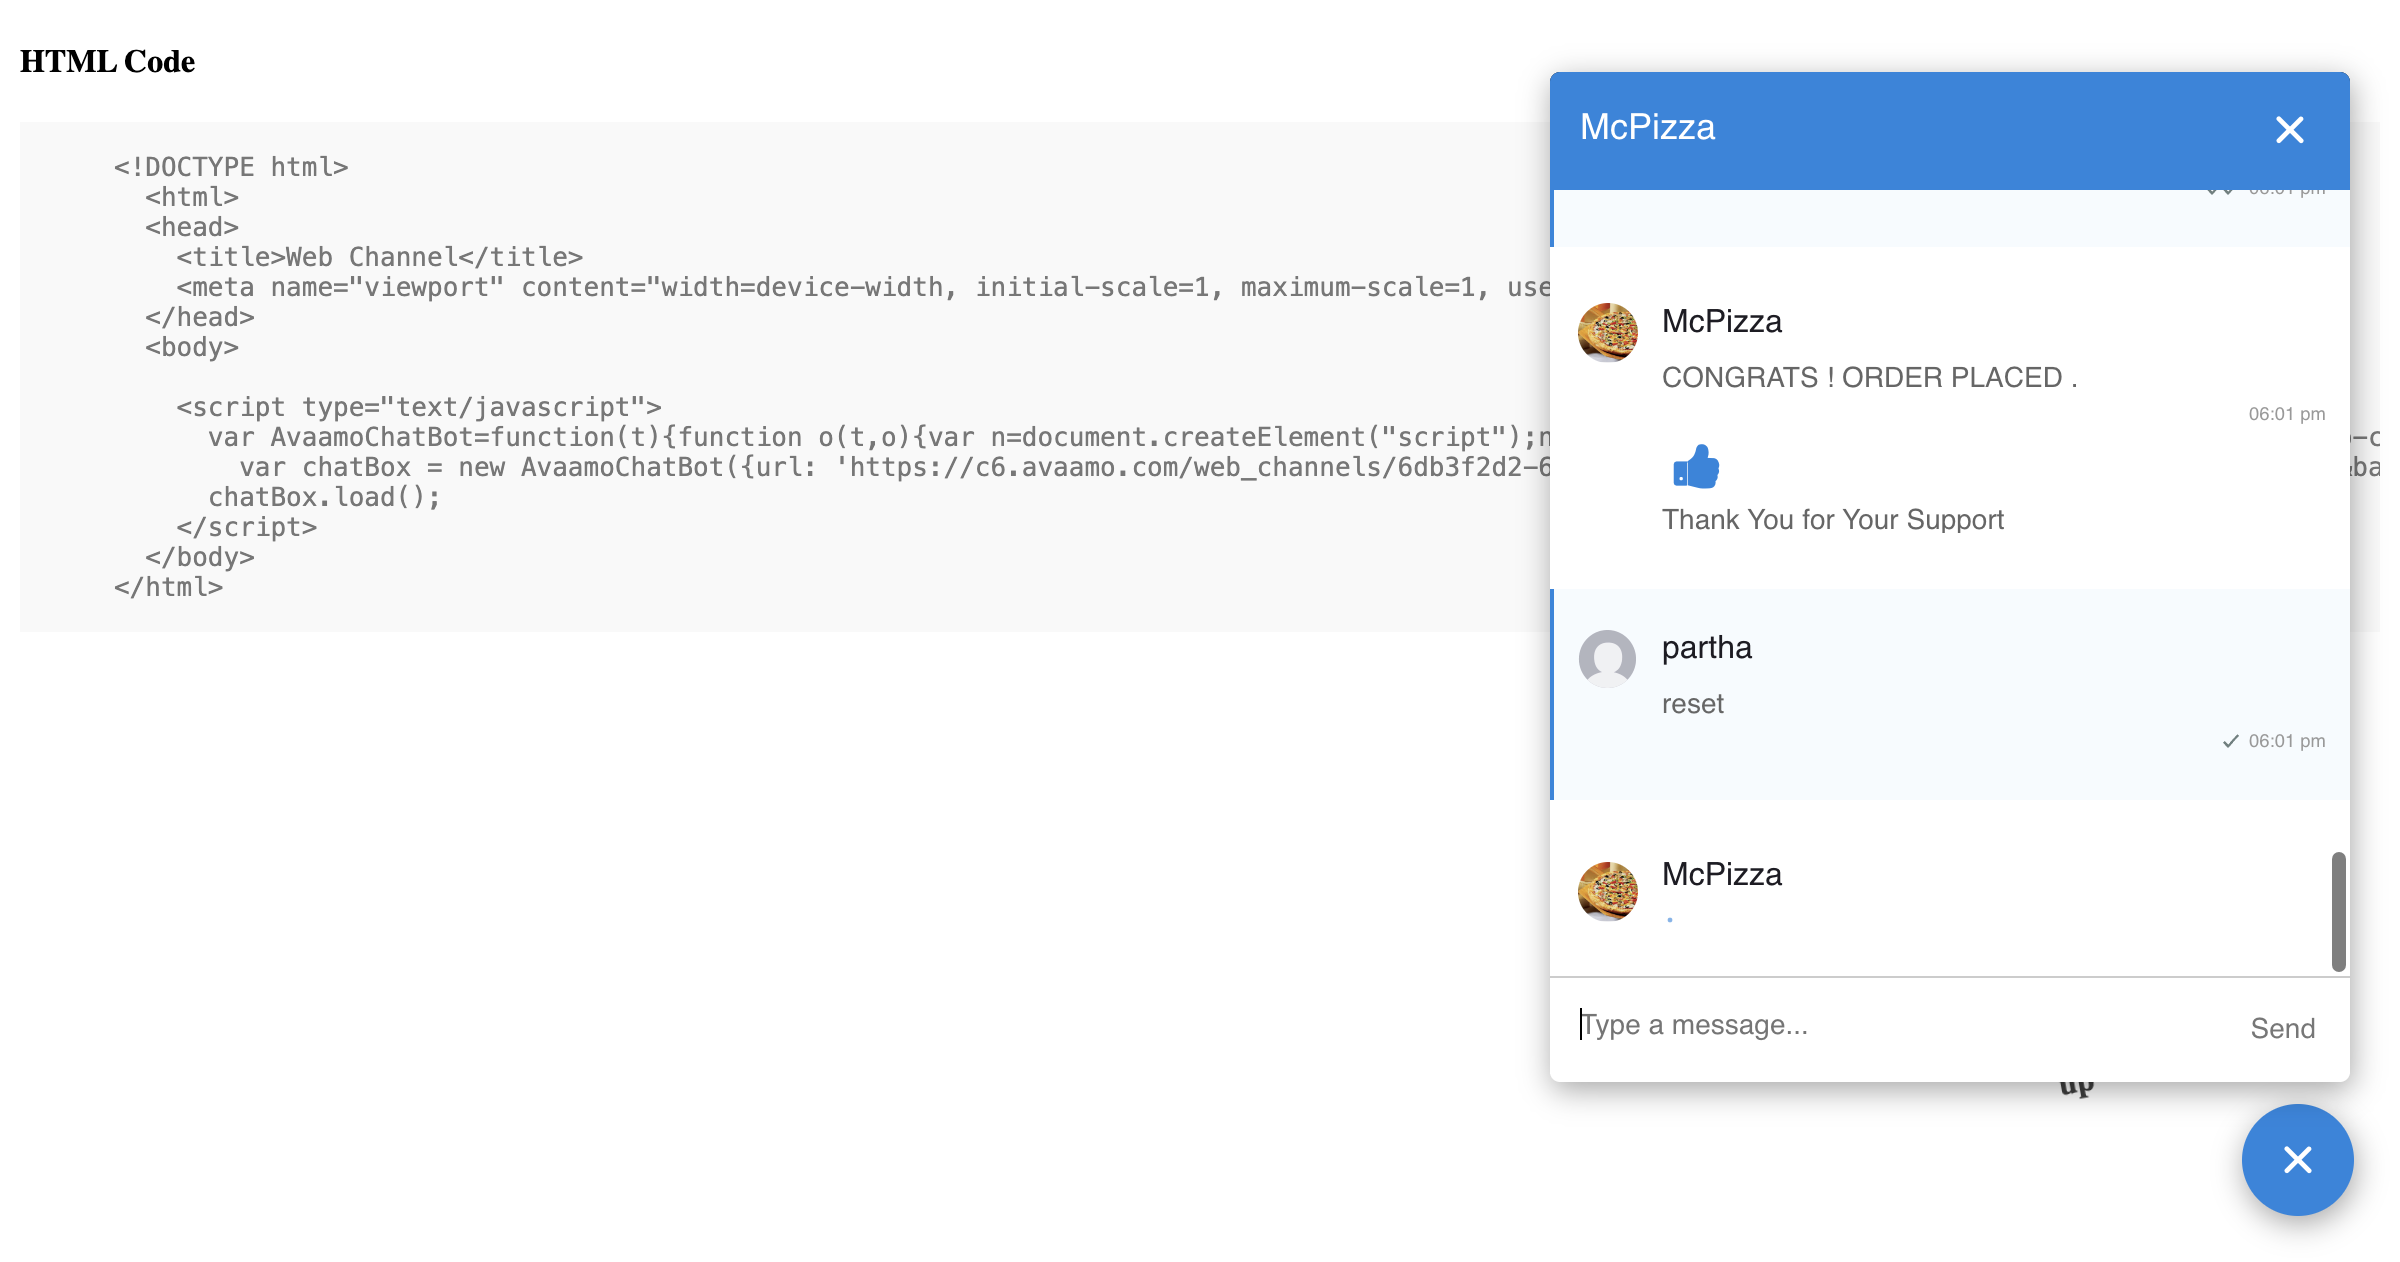 HTML Code
<!DOCTYPE html>
<html>
<head>
<title>Web Channel</title>
<meta name="viewport" content="width=device-width, initial-scale=1, maximum-scale=1, use
</head>
<body>
<script type="text/javascript">
var AvaamoChatBot=function(t){function o(t,o){var n=document.createElement("script");n
var chatBox = new AvaamoChatBot({url: 'https://c6.avaamo.com/web_channels/6db3f2d2-6
chatBox.load();
</script>
</body>
</html>
McPizza
06:01 pm
McPizza
CONGRATS ! ORDER PLACED .
06:01 pm
Thank You for Your Support
partha
reset
06:01 pm
McPizza
Type a message...
Send
up